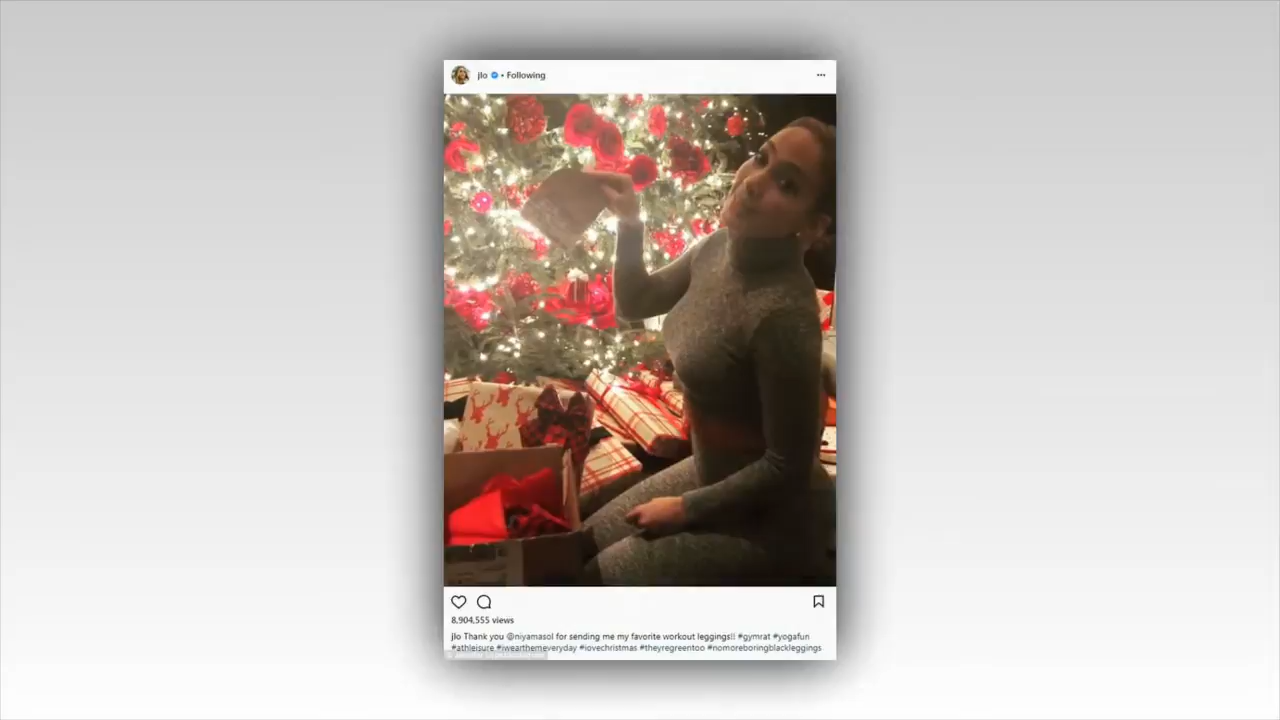 jlo • Following
8,904,555 views
jlo Thank you @niyamasol for sending me my favorite workout leggings!! #gymrat #yogafun
#athleisure #iwearthemeveryday #lovechristmas #theyregreentoo #nomoreboringblackleggings